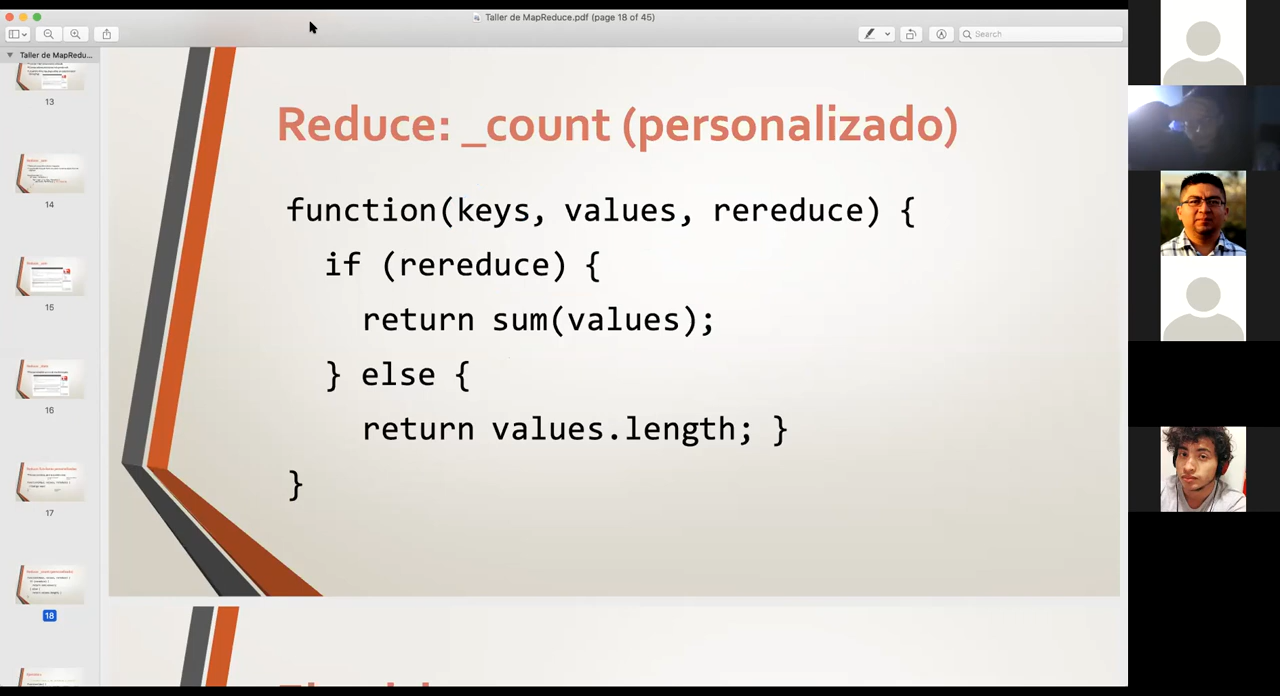 Taller de MapReduce.pdf (page 18 of 45)
Search
Taller de MapRedu...
13
14
15
16
17
18
Reduce: _count (personalizado)
function(keys, values, rereduce) {
if (rereduce) {
return sum(values);
} else {
return values.length; }
}